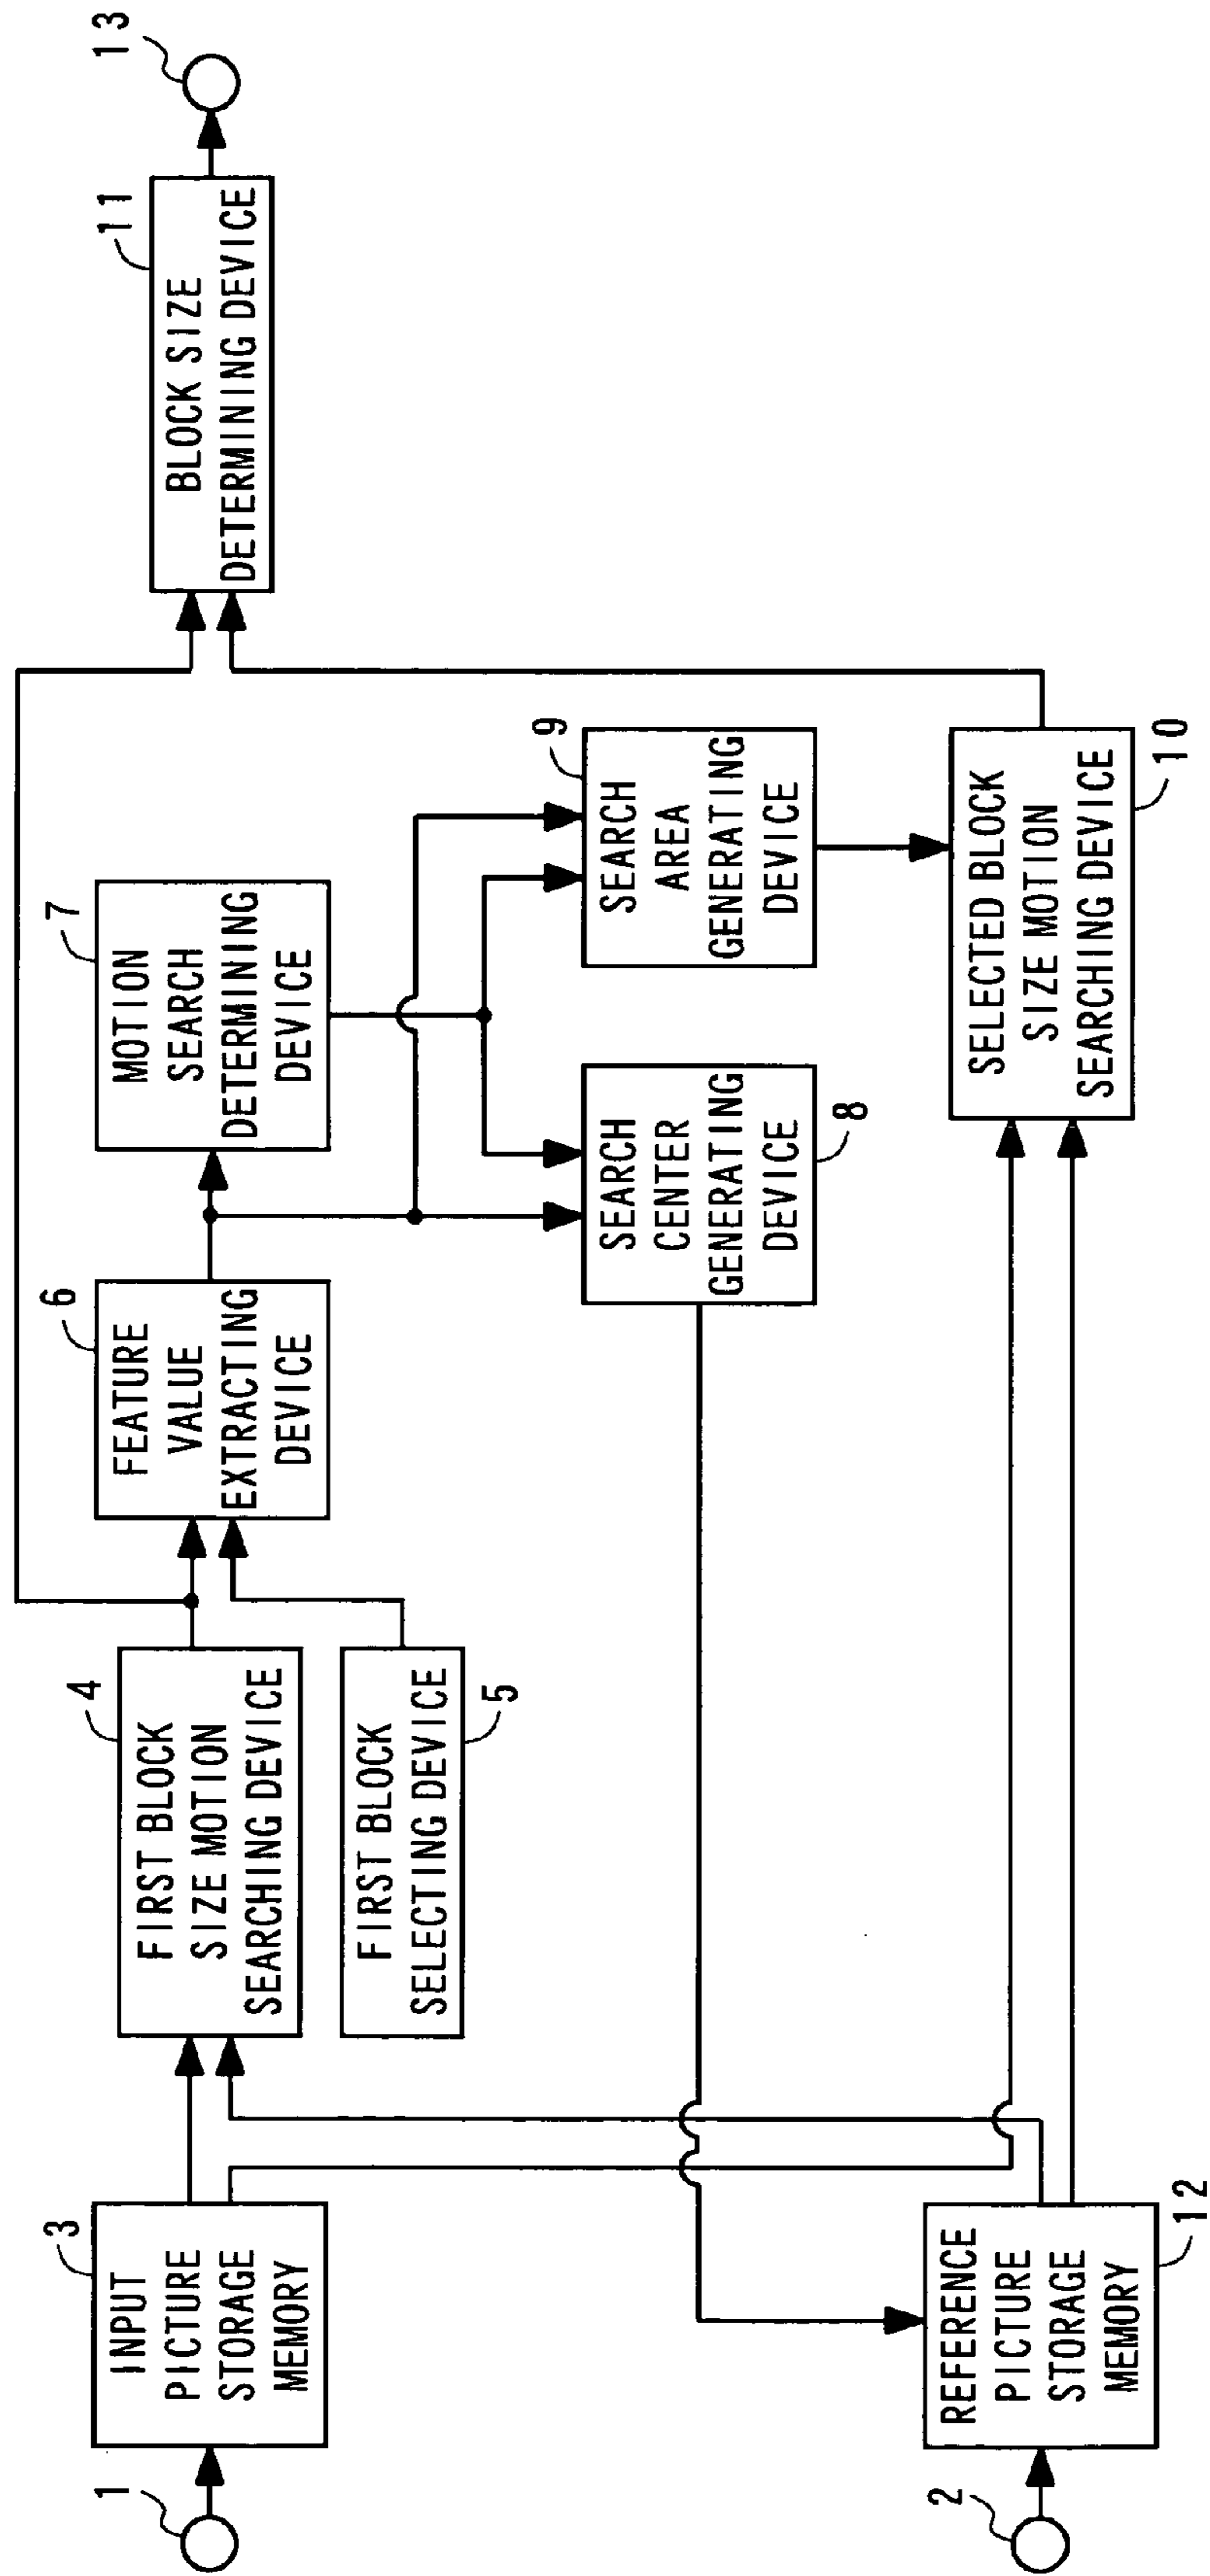 1
INPUT
PICTURE
STORAGE
MEMORY
3
2
REFERENCE
PICTURE
STORAGE
MEMORY
12
FIRST BLOCK
SIZE MOTION
SEARCHING DEVICE
4
FIRST BLOCK
SELECTING DEVICE
5
FEATURE
VALUE
EXTRACTING
DEVICE
6
MOTION
SEARCH
DETERMINING
DEVICE
7
SEARCH
CENTER
GENERATING
DEVICE
8
SEARCH
AREA
GENERATING
DEVICE
9
SELECTED BLOCK
SIZE MOTION
SEARCHING DEVICE
10
BLOCK SIZE
DETERMINING DEVICE
11
13